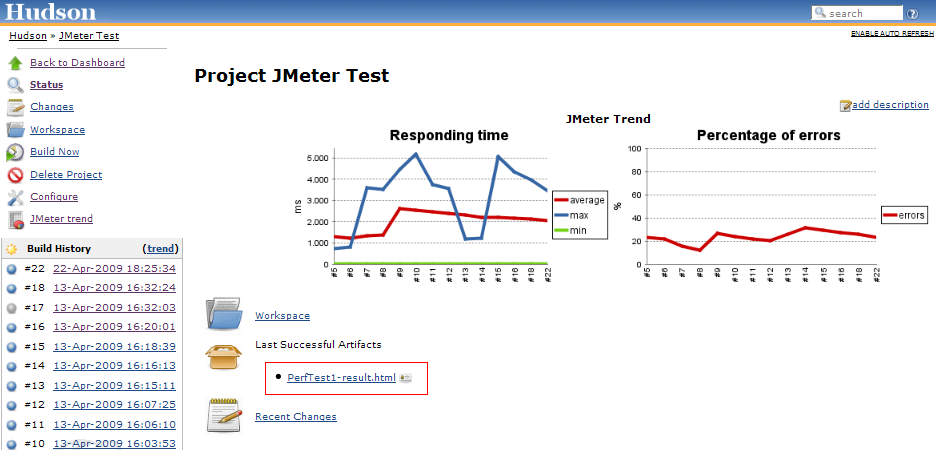 Hudson
search
Hudson » JMeter Test
ENABLE AUTO REFRESH
Back to Dashboard
Status
Changes
Workspace
Build Now
Delete Project
Configure
JMeter trend
Build History (trend)
#22 22-Apr-2009 18:25:34
#18 13-Apr-2009 16:32:24
#17 13-Apr-2009 16:32:03
#16 13-Apr-2009 16:20:01
#15 13-Apr-2009 16:18:39
#14 13-Apr-2009 16:16:13
#13 13-Apr-2009 16:15:11
#12 13-Apr-2009 16:07:25
#11 13-Apr-2009 16:06:10
#10 13-Apr-2009 16:03:53
Project JMeter Test
add description
JMeter Trend
Responding time
5.000
4.000
3.000
2.000
1.000
0
ms
#5 #6 #7 #8 #9 #10 #11 #12 #13 #14 #15 #16 #18 #22
average
max
min
Percentage of errors
100
80
60
40
20
0
%
#5 #6 #7 #8 #9 #10 #11 #12 #13 #14 #15 #16 #18 #22
errors
Workspace
Last Successful Artifacts
PerfTest1-result.html
Recent Changes